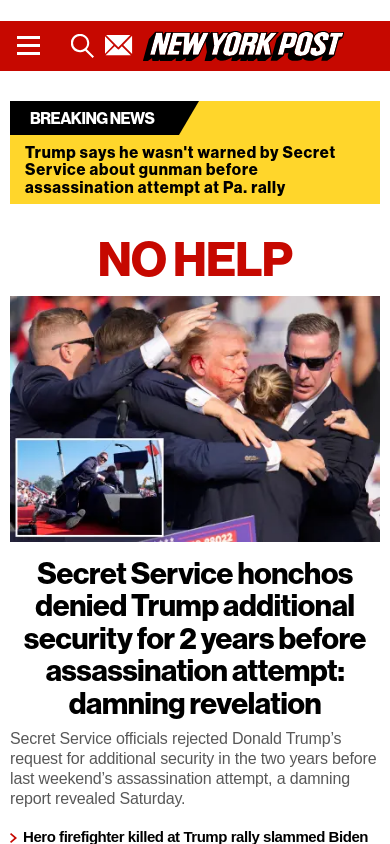 NEW YORK POST
BREAKING NEWS
Trump says he wasn't warned by Secret
Service about gunman before
assassination attempt at Pa. rally
NO HELP
Secret Service honchos
denied Trump additional
security for 2 years before
assassination attempt:
damning revelation
Secret Service officials rejected Donald Trump’s
request for additional security in the two years before
last weekend’s assassination attempt, a damning
report revealed Saturday.
Hero firefighter killed at Trump rally slammed Biden